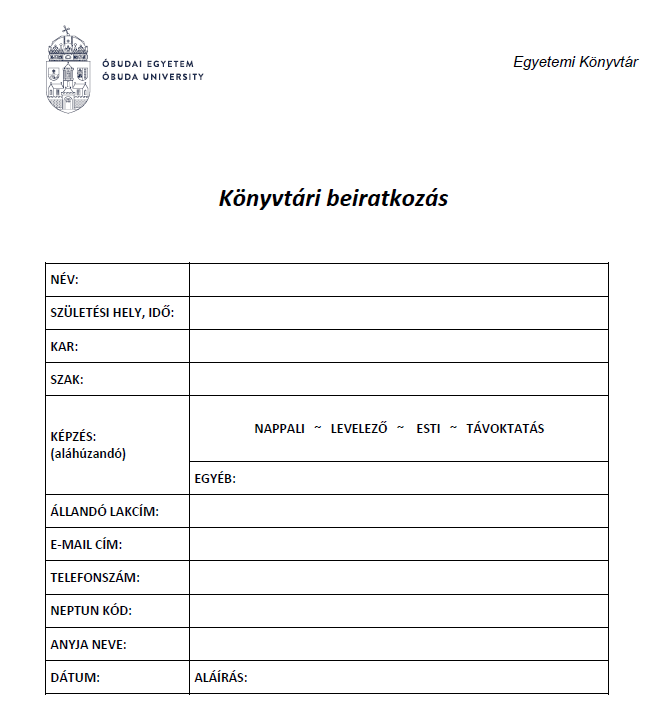 ÓBUDAI EGYETEM
ÓBUDA UNIVERSITY
Egyetemi Könyvtár
Könyvtári beiratkozás
NÉV:
SZÜLETÉSI HELY, IDŐ:
KAR:
SZAK:
KÉPZÉS:
(aláhúzandó)
NAPPALI ~ LEVELEZŐ ~ ESTI ~ TÁVOKTATÁS
EGYÉB:
ÁLLANDÓ LAKCÍM:
E-MAIL CÍM:
TELEFONSZÁM:
NEPTUN KÓD:
ANYJA NEVE:
DÁTUM: ALÁÍRÁS: